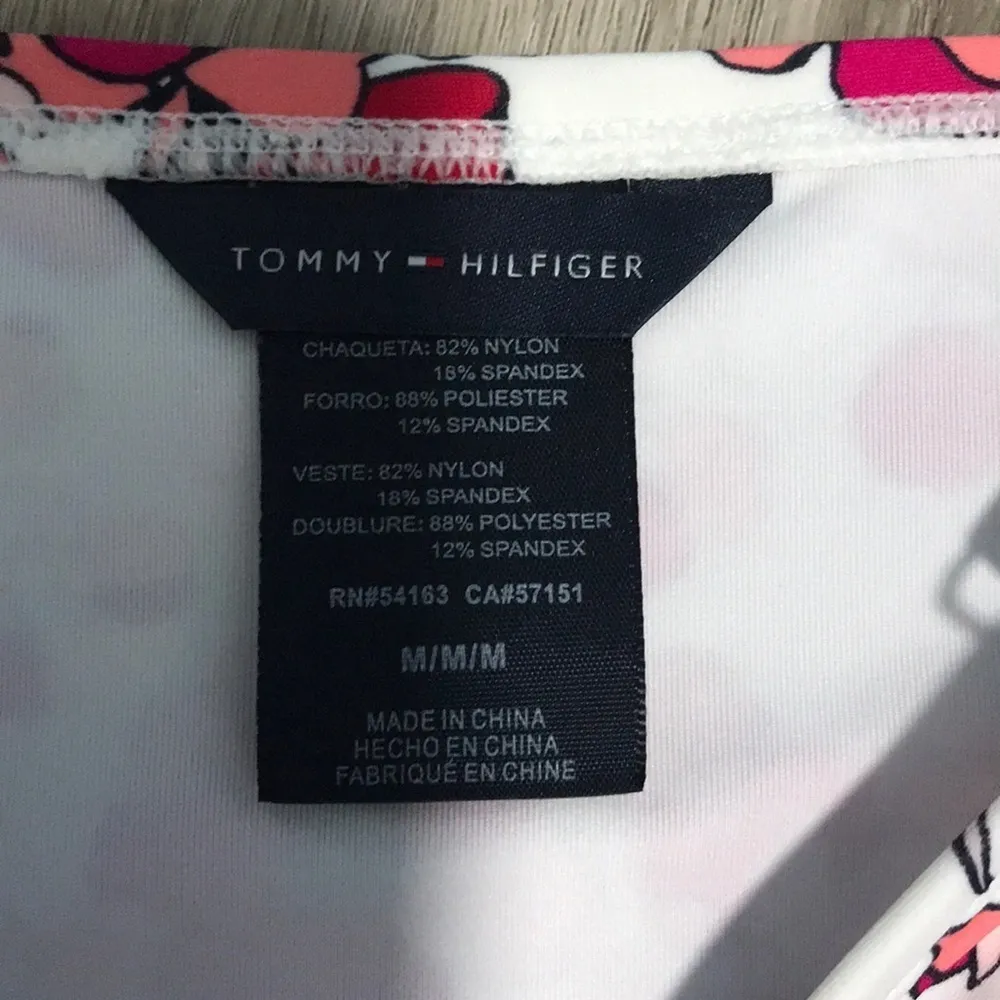 TOMMY HILFIGER
CHAQUETA: 82% NYLON
18% SPANDEX
FORRO: 88% POLIESTER
12% SPANDEX
VESTE: 82% NYLON
18% SPANDEX
DOUBLURE: 88% POLYESTER
12% SPANDEX
RN#54163 CA#57151
M/M/M
MADE IN CHINA
HECHO EN CHINA
FABRIQUÉ EN CHINE